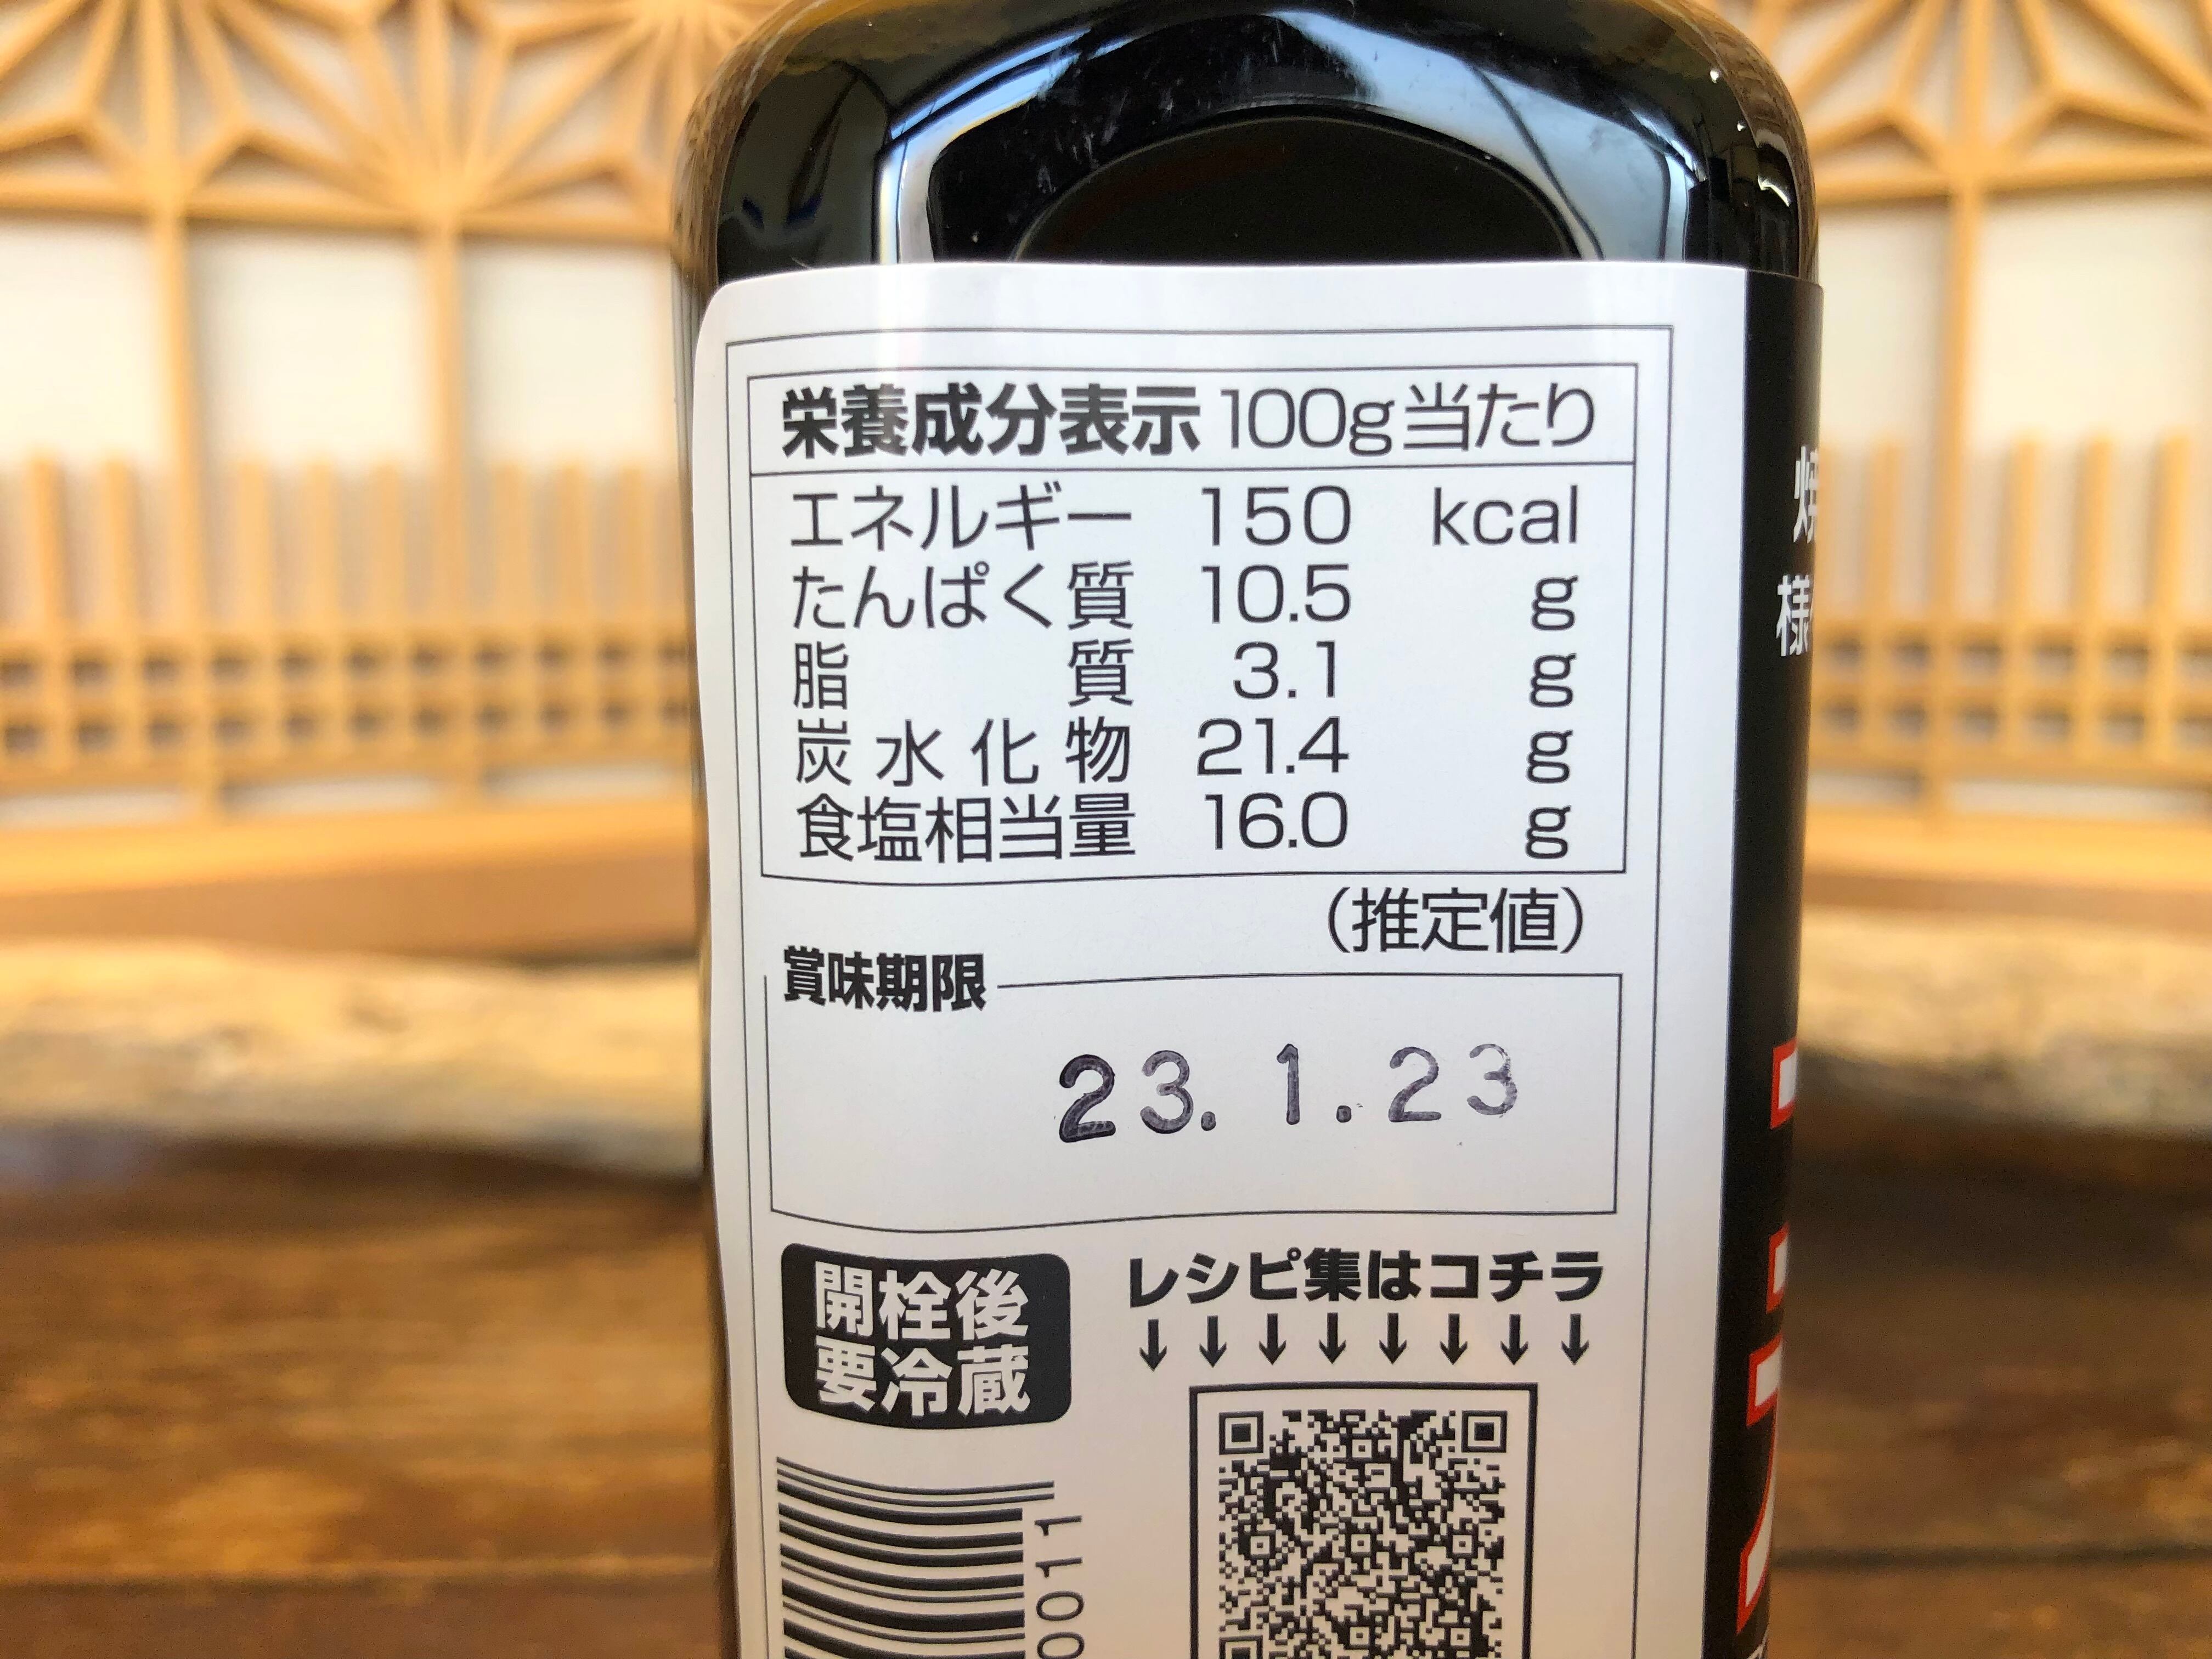 栄養成分表示 100g当たり
エネルギー 150 kcal
たんぱく質 10.5 g
脂質 3.1 g
炭水化物 21.4 g
食塩相当量 16.0 g
（推定値）
賞味期限
23. 1. 23
開栓後
要冷蔵
レシピ集はコチラ
↓ ↓ ↓ ↓ ↓ ↓ ↓ ↓
0011
様